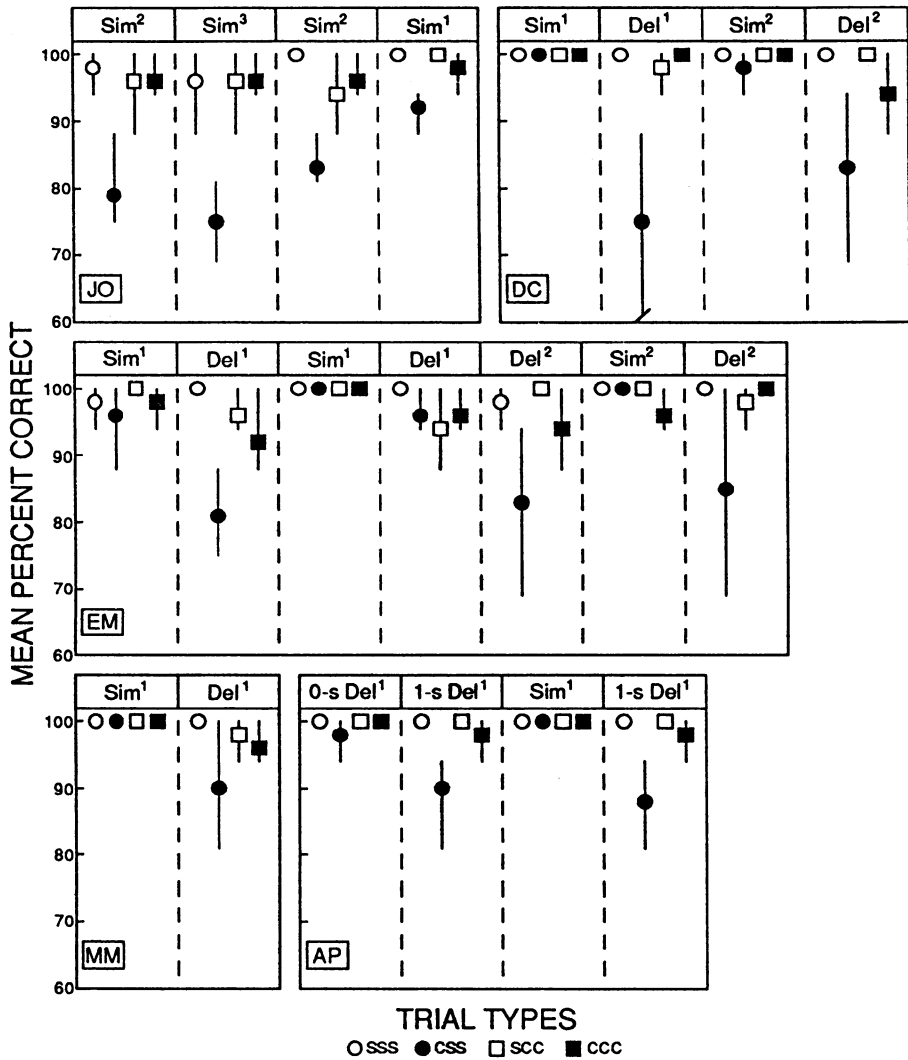 Sim² Sim³ Sim² Sim¹
100
90
80
70
60
JO
Sim¹ Del¹ Sim² Del²
DC
MEAN PERCENT CORRECT
Sim¹ Del¹ Sim¹ Del¹ Del² Sim² Del²
100
90
80
70
60
EM
Sim¹ Del¹
100
90
80
70
60
MM
0-s Del¹ 1-s Del¹ Sim¹ 1-s Del¹
AP
TRIAL TYPES
SSS CSS SCC CCC